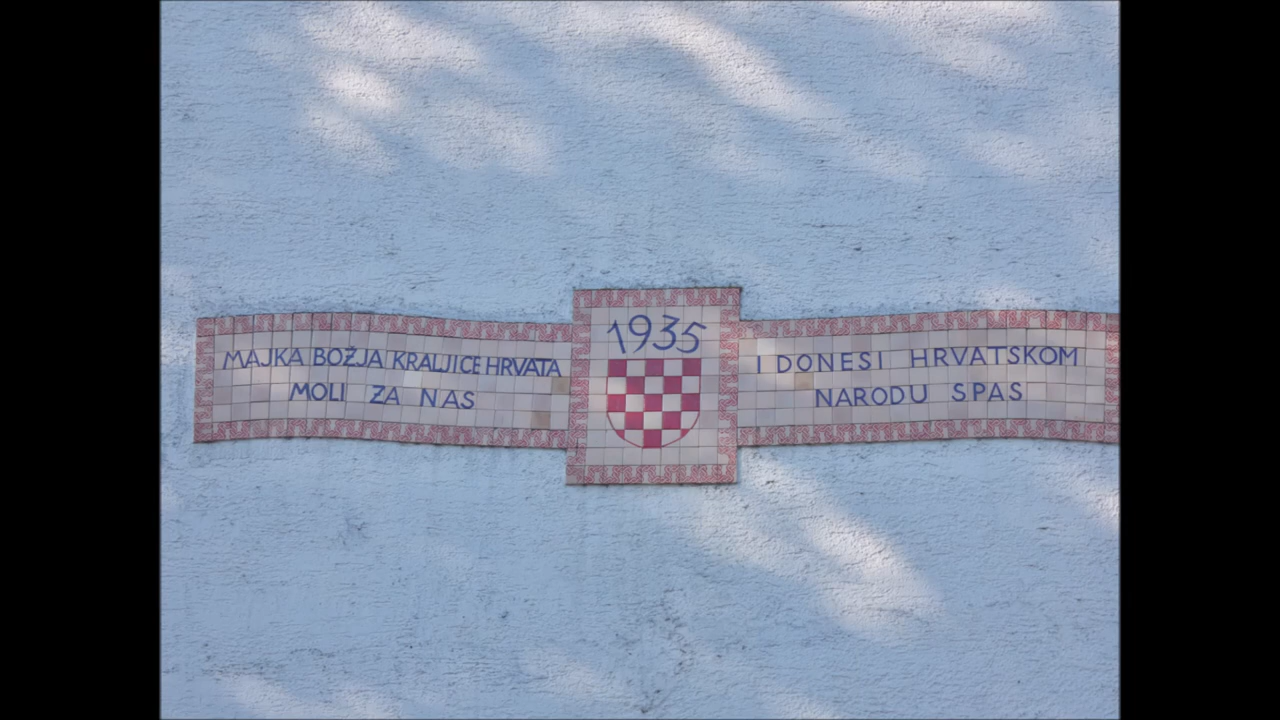 MAJKA BOŽJA KRALJICE HRVATA
MOLI ZA NAS
1935
I DONESI HRVATSKOM
NARODU SPAS